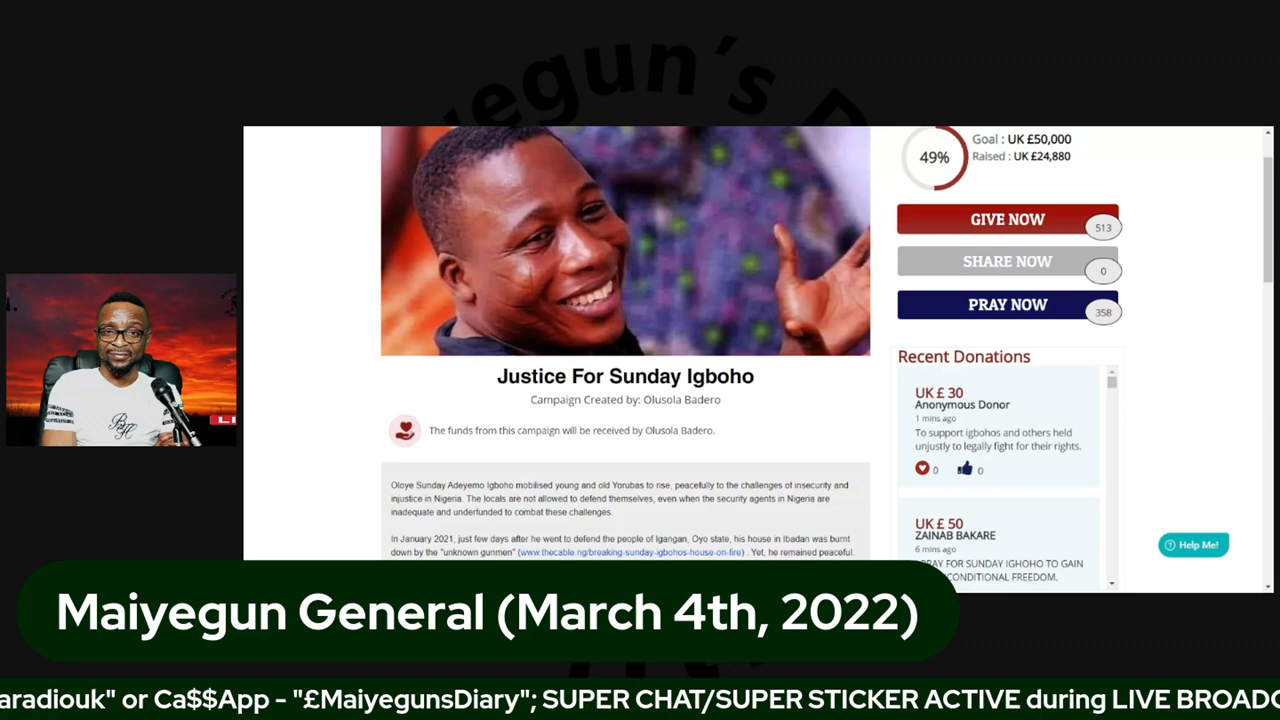 yegun's D
Goal : UK £50,000
49%
Raised : UK £24,880
GIVE NOW
513
SHARE NOW
0
PRAY NOW
358
Recent Donations
UK £ 30
Anonymous Donor
1 mins ago
To support igbohos and others held
unjustly to legally fight for their rights.
0 0
UK £ 50
ZAINAB BAKARE
6 mins ago
PRAY FOR SUNDAY IGHOHO TO GAIN
CONDITIONAL FREEDOM.
Help Me!
Justice For Sunday Igboho
Campaign Created by: Olusola Badero
The funds from this campaign will be received by Olusola Badero.
Oloye Sunday Adeyemo Igboho mobilised young and old Yorubas to rise, peacefully to the challenges of insecurity and
injustice in Nigeria. The locals are not allowed to defend themselves, even when the security agents in Nigeria are
inadequate and underfunded to combat these challenges.
In January 2021, just few days after he went to defend the people of Igangan, Oyo state, his house in Ibadan was burnt
down by the "unknown gunmen" (www.thecable.ng/breaking-sunday-igbohos-house-on-fire) . Yet, he remained peaceful.
LI
Maiyegun General (March 4th, 2022)
aradiouk" or Ca$$App - "£MaiyegunsDiary"; SUPER CHAT/SUPER STICKER ACTIVE during LIVE BROADC